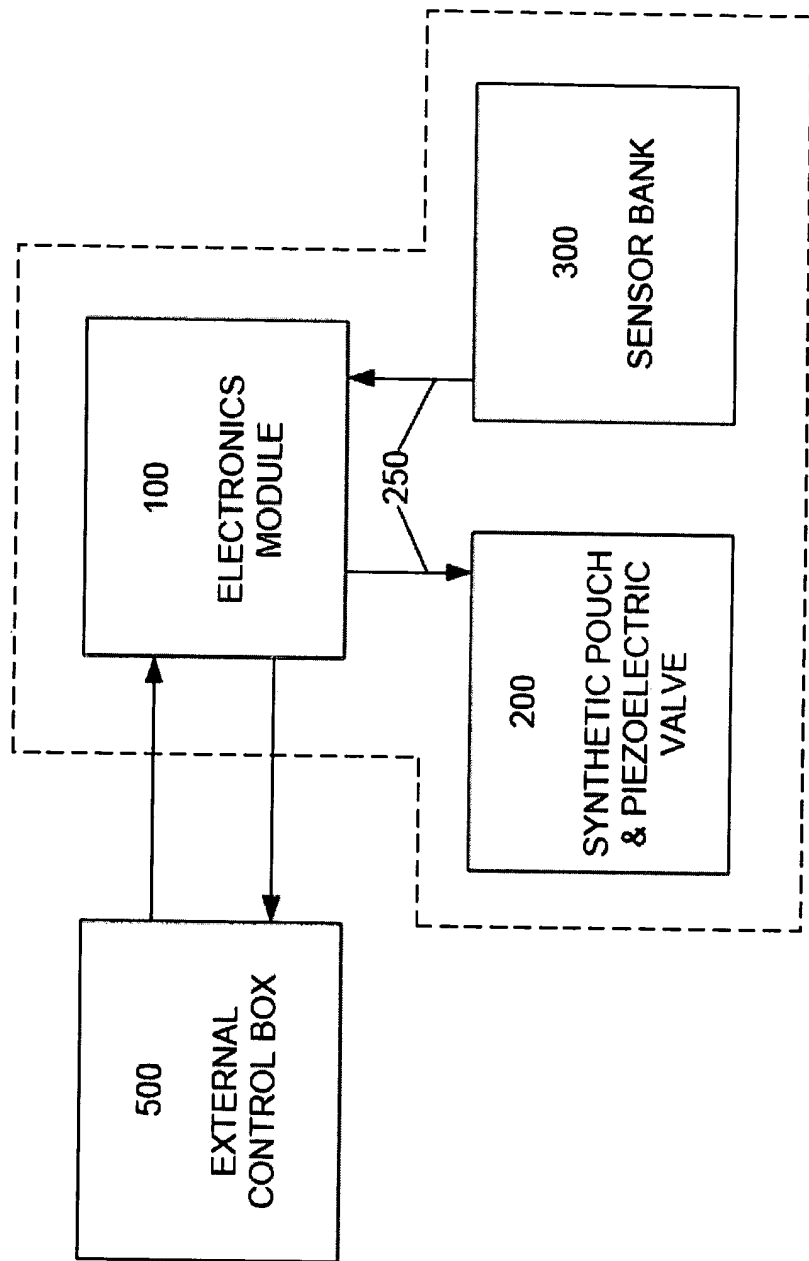 500
EXTERNAL
CONTROL BOX
100
ELECTRONICS
MODULE
250
200
SYNTHETIC POUCH
& PIEZOELECTRIC
VALVE
300
SENSOR BANK